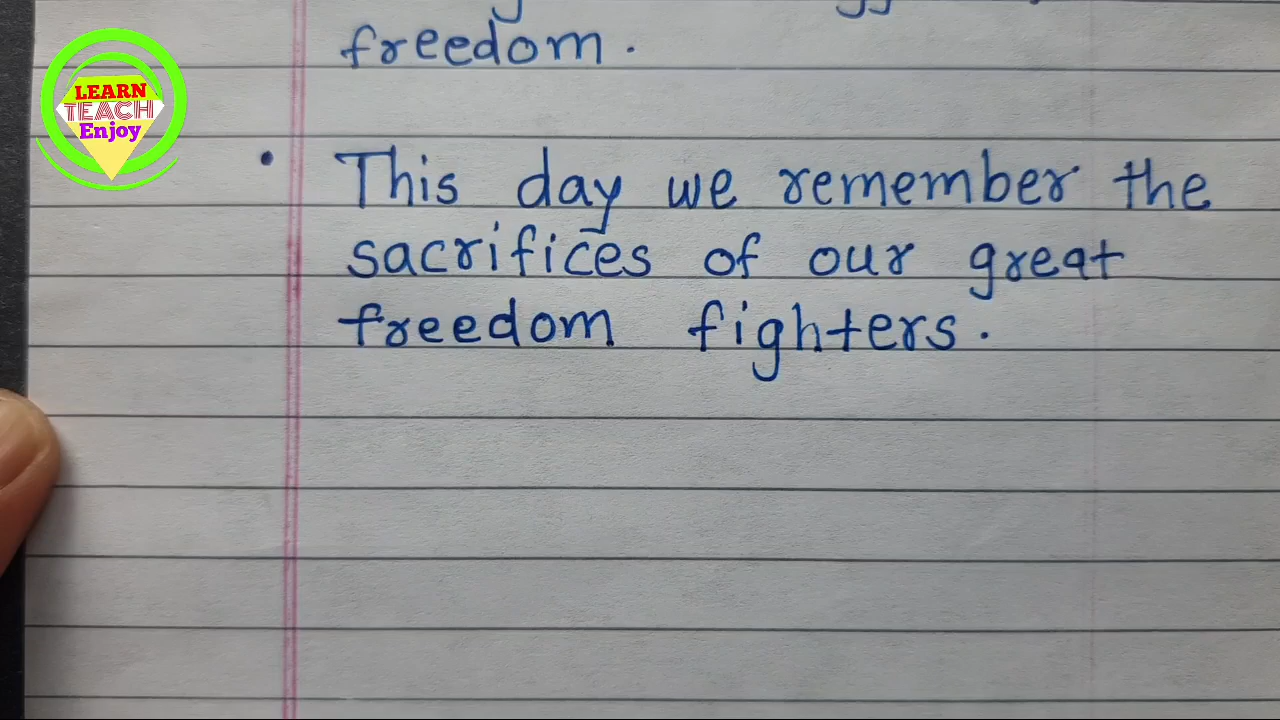 freedom.
LEARN
TEACH
Enjoy
• This day we remember the
sacrifices of our great
freedom fighters.